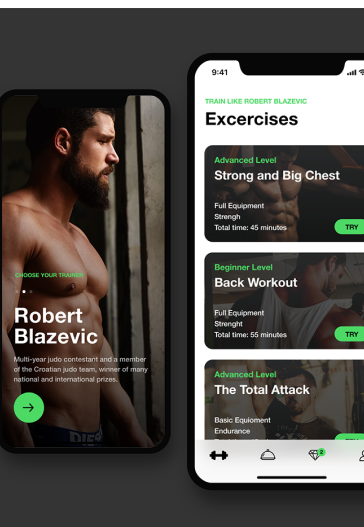 CHOOSE YOUR TRAINER
Robert
Blazevic
Multi-year judo contestant and a member
of the Croatian judo team, winner of many
national and international prizes.
DIES
9:41
TRAIN LIKE ROBERT BLAZEVIC
Excercises
Advanced Level
Strong and Big Chest
Full Equipment
Strengh
Total time: 45 minutes
TRY
Beginner Level
Back Workout
Full Equipment
Strenght
Total time: 55 minutes
TRY
Advanced Level
The Total Attack
Basic Equioment
Endurance
2